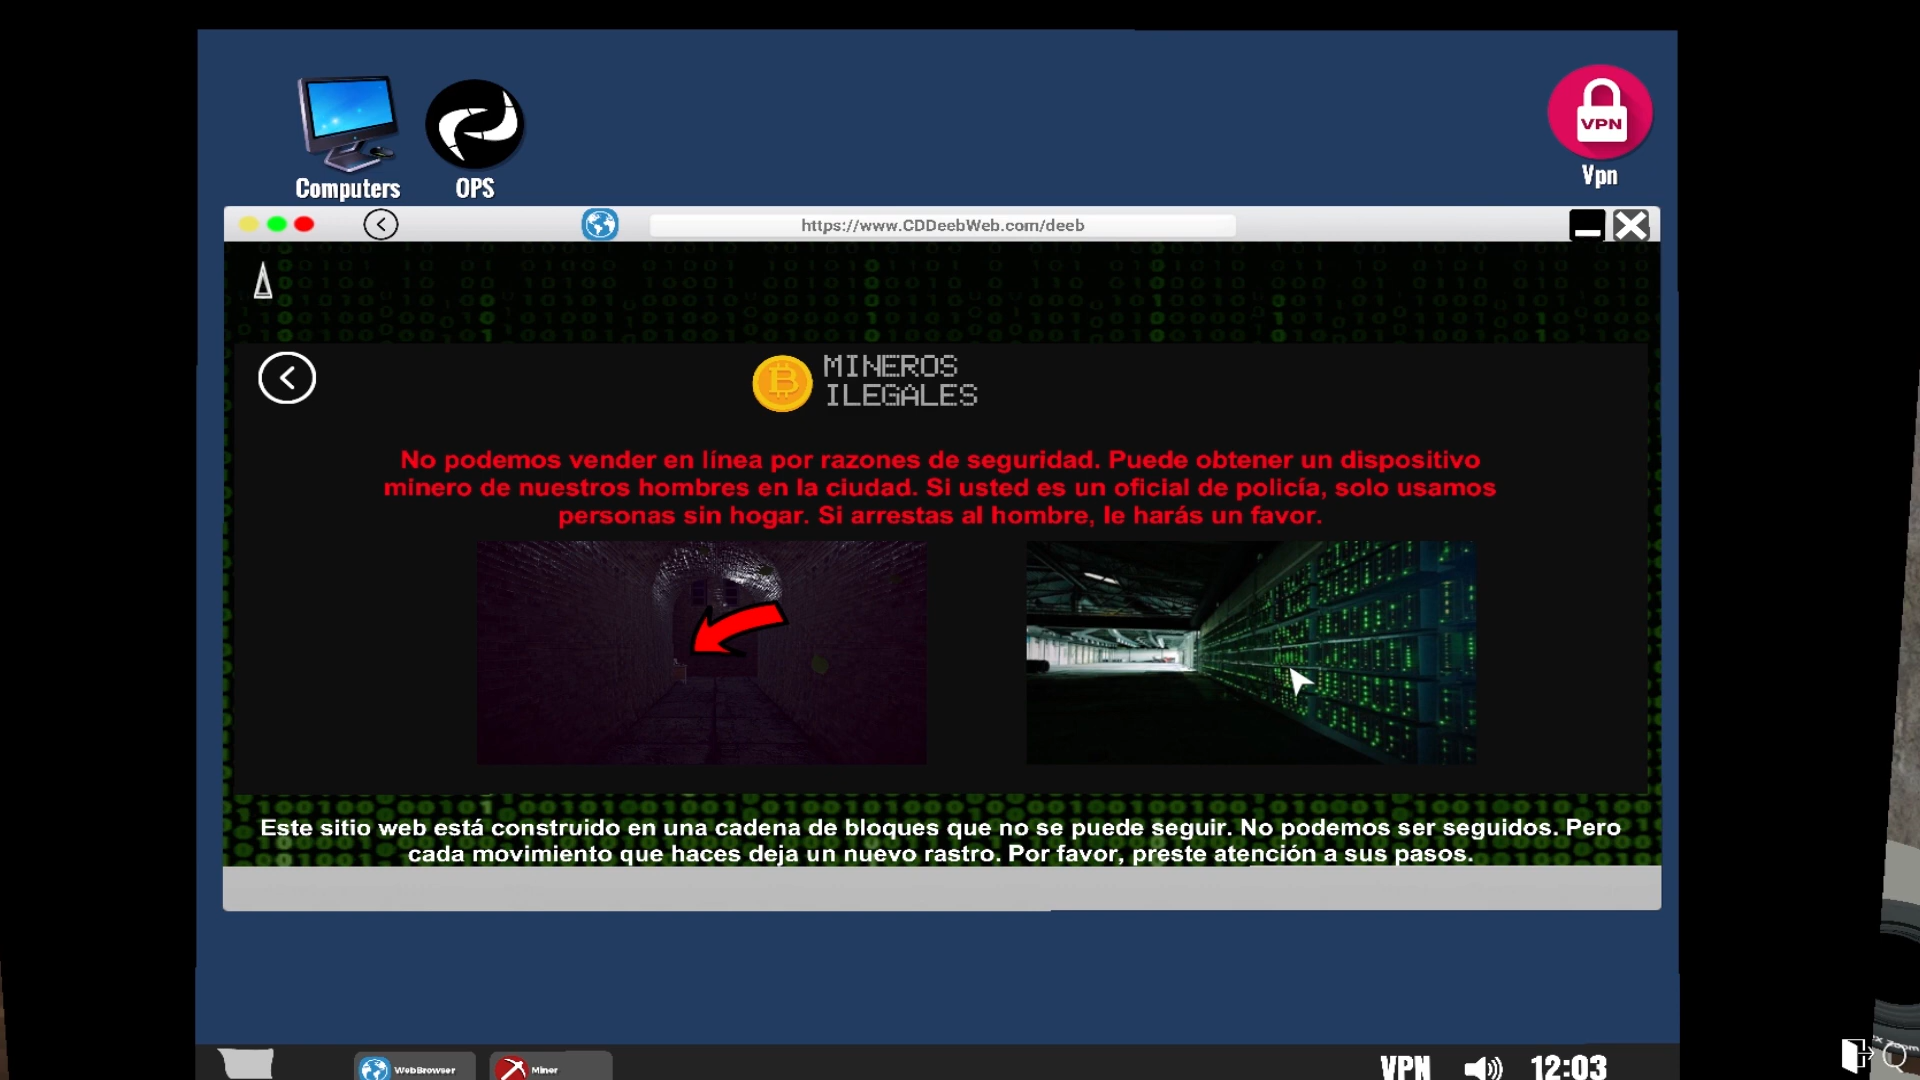 Computers
OPS
VPN
Vpn
https://www.CDDeebWeb.com/deeb
MINEROS
ILEGALES
No podemos vender en línea por razones de seguridad. Puede obtener un dispositivo
minero de nuestros hombres en la ciudad. Si usted es un oficial de policía, solo usamos
personas sin hogar. Si arrestas al hombre, le harás un favor.
Este sitio web está construido en una cadena de bloques que no se puede seguir. No podemos ser seguidos. Pero
cada movimiento que haces deja un nuevo rastro. Por favor, preste atención a sus pasos.
WebBrowser
Miner
VPN
12:03